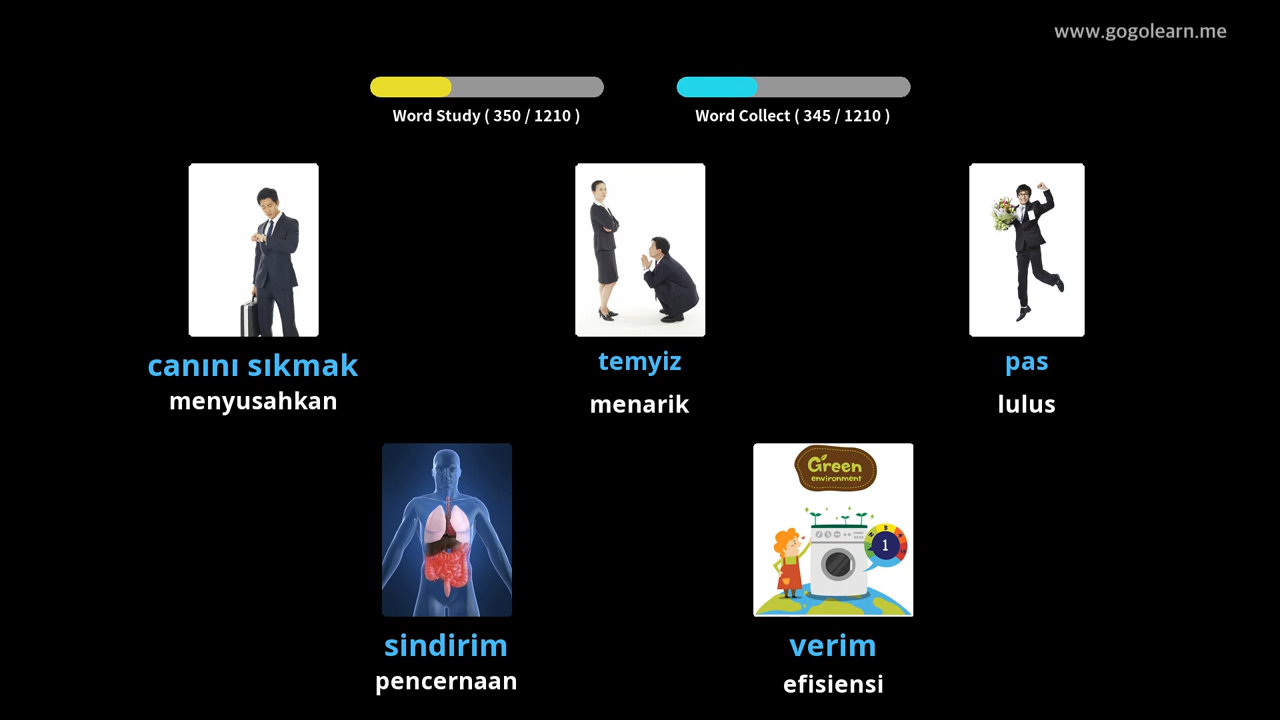 www.gogolearn.me
Word Study ( 350 / 1210 )
Word Collect ( 345 / 1210 )
canını sıkmak
menyusahkan
temyiz
menarik
pas
lulus
Green
environment
1
sindirim
pencernaan
verim
efisiensi